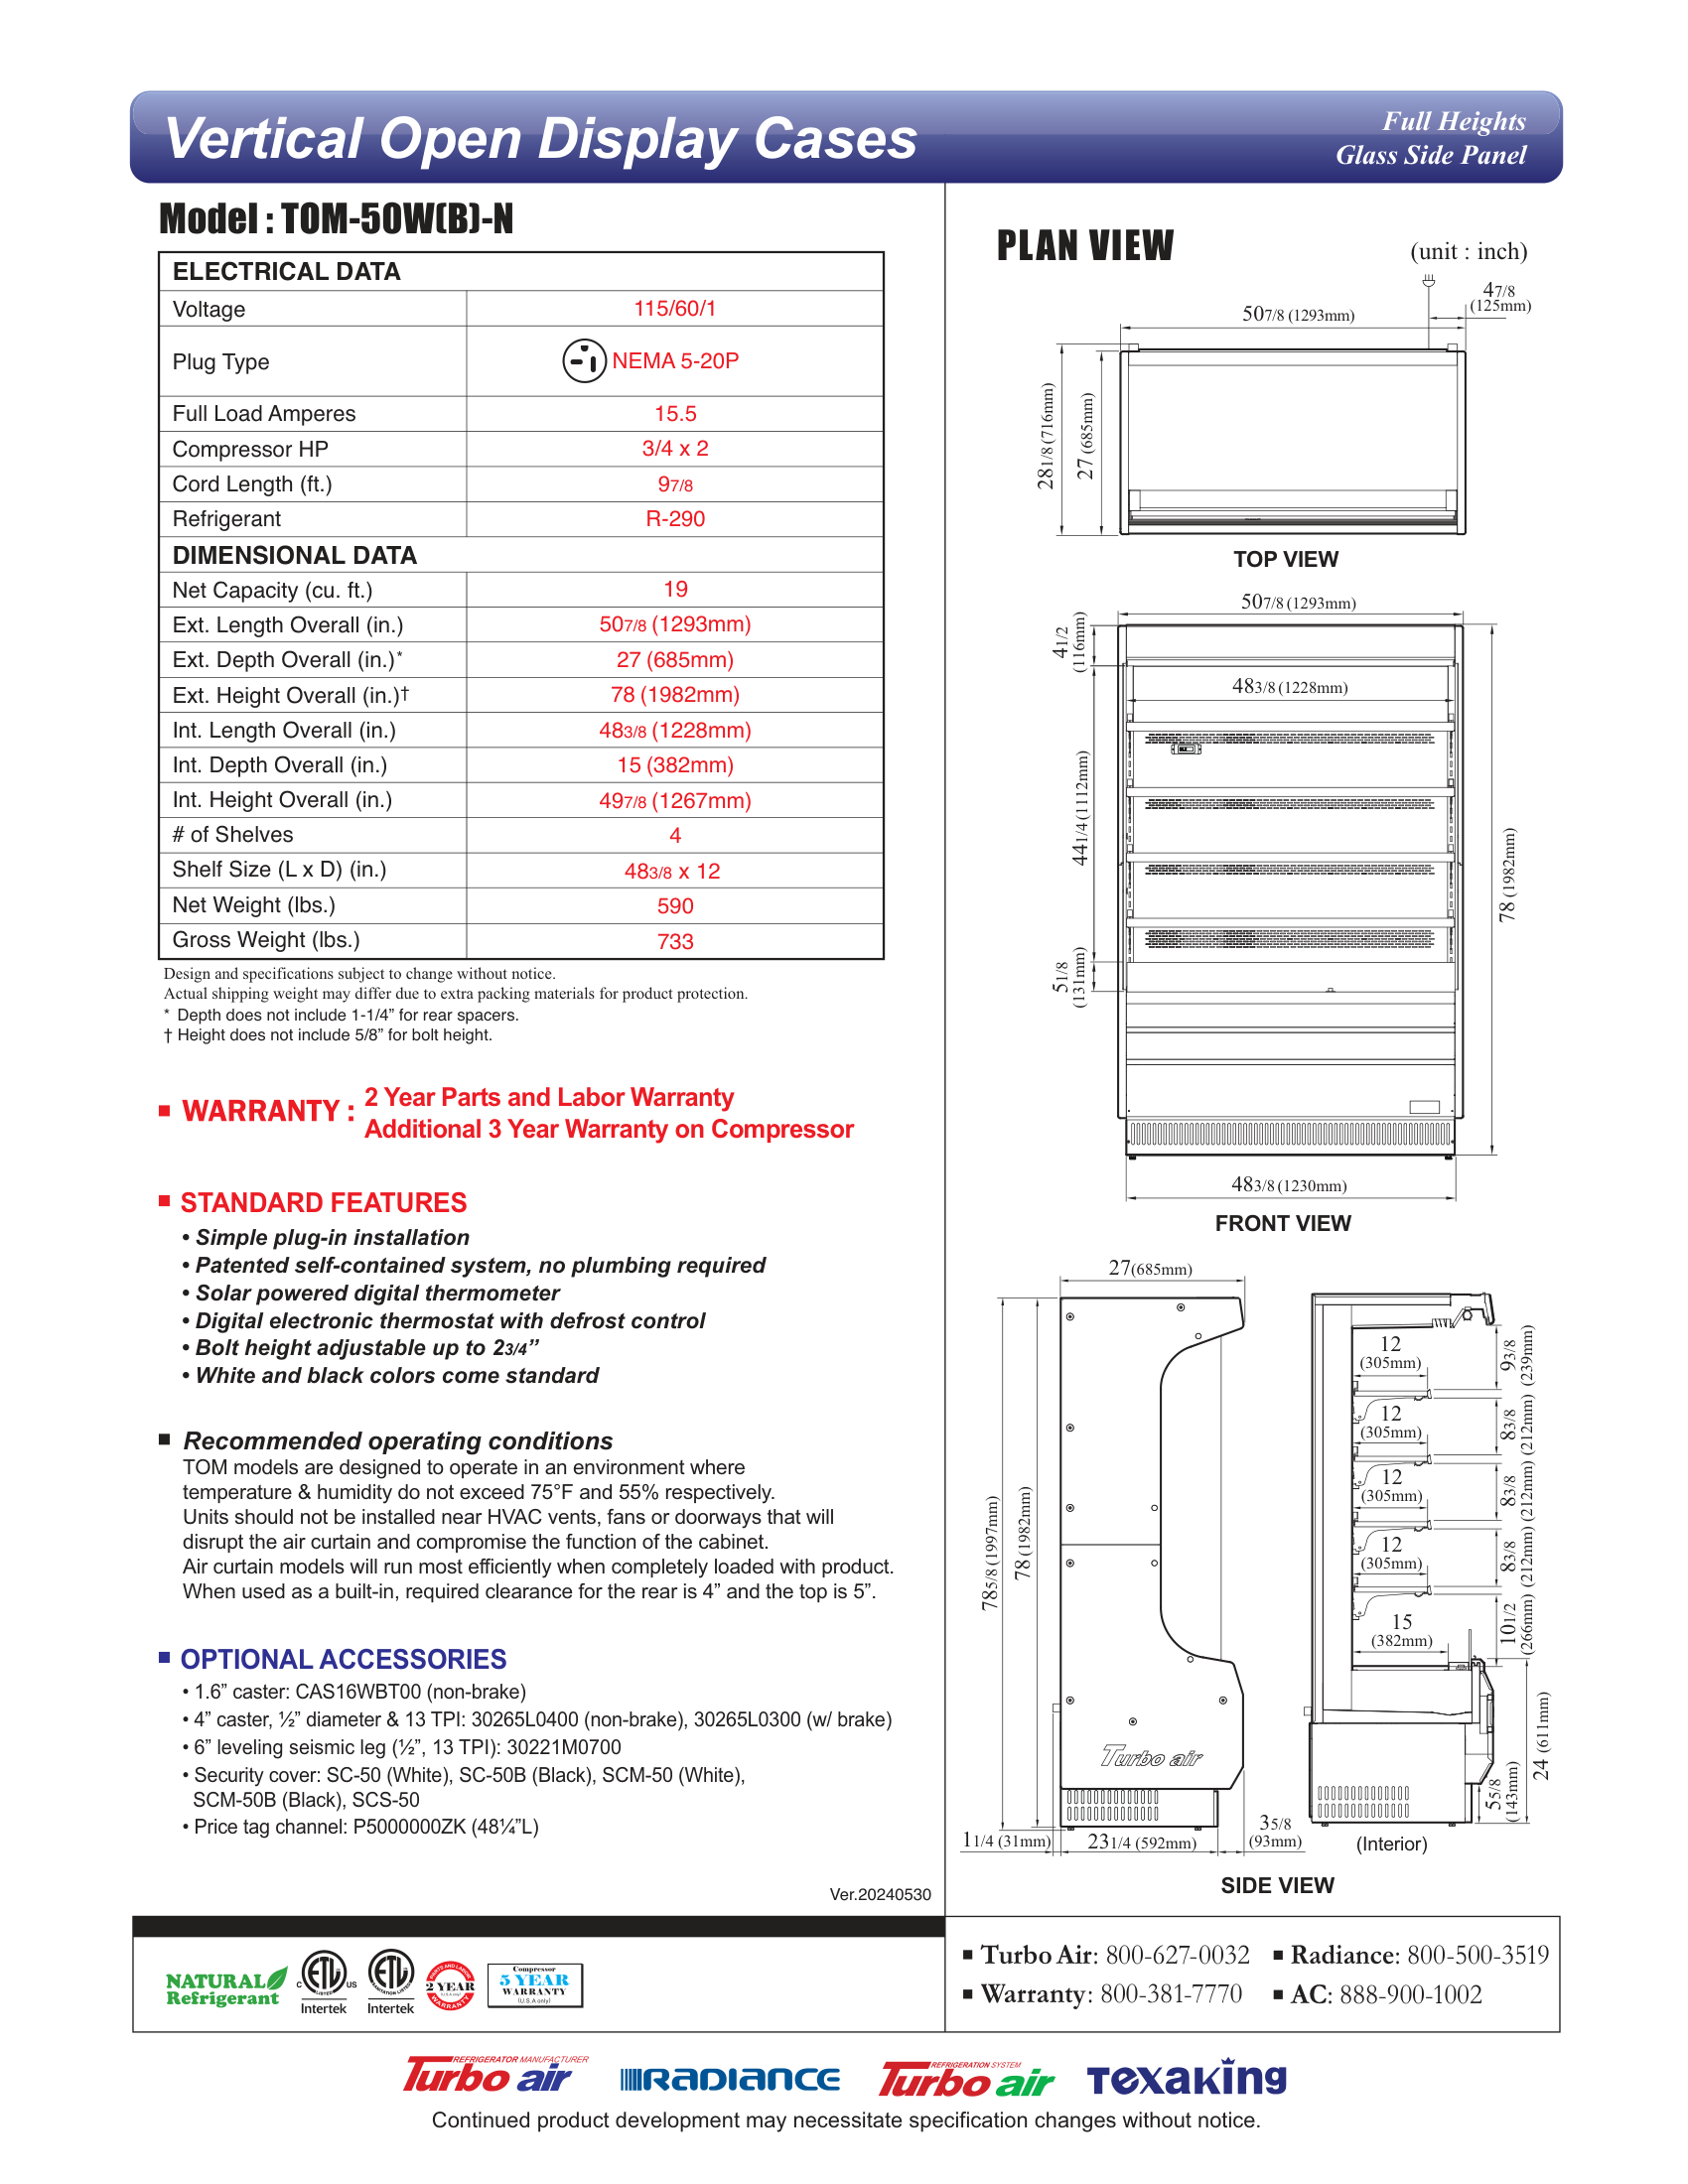 Vertical Open Display Cases
Full Heights
Glass Side Panel
Model : TOM-50W(B)-N
ELECTRICAL DATA
Voltage 115/60/1
Plug Type NEMA 5-20P
Full Load Amperes 15.5
Compressor HP 3/4 x 2
Cord Length (ft.) 97/8
Refrigerant R-290
DIMENSIONAL DATA
Net Capacity (cu. ft.) 19
Ext. Length Overall (in.) 507/8 (1293mm)
Ext. Depth Overall (in.)* 27 (685mm)
Ext. Height Overall (in.)† 78 (1982mm)
Int. Length Overall (in.) 483/8 (1228mm)
Int. Depth Overall (in.) 15 (382mm)
Int. Height Overall (in.) 497/8 (1267mm)
# of Shelves 4
Shelf Size (L x D) (in.) 483/8 x 12
Net Weight (lbs.) 590
Gross Weight (lbs.) 733
Design and specifications subject to change without notice.
Actual shipping weight may differ due to extra packing materials for product protection.
* Depth does not include 1-1/4” for rear spacers.
† Height does not include 5/8” for bolt height.
■ WARRANTY : 2 Year Parts and Labor Warranty
Additional 3 Year Warranty on Compressor
■ STANDARD FEATURES
• Simple plug-in installation
• Patented self-contained system, no plumbing required
• Solar powered digital thermometer
• Digital electronic thermostat with defrost control
• Bolt height adjustable up to 23/4”
• White and black colors come standard
■ Recommended operating conditions
TOM models are designed to operate in an environment where
temperature & humidity do not exceed 75°F and 55% respectively.
Units should not be installed near HVAC vents, fans or doorways that will
disrupt the air curtain and compromise the function of the cabinet.
Air curtain models will run most efficiently when completely loaded with product.
When used as a built-in, required clearance for the rear is 4” and the top is 5”.
■ OPTIONAL ACCESSORIES
• 1.6” caster: CAS16WBT00 (non-brake)
• 4” caster, ½” diameter & 13 TPI: 30265L0400 (non-brake), 30265L0300 (w/ brake)
• 6” leveling seismic leg (½”, 13 TPI): 30221M0700
• Security cover: SC-50 (White), SC-50B (Black), SCM-50 (White),
SCM-50B (Black), SCS-50
• Price tag channel: P5000000ZK (48¼”L)
Ver.20240530
PLAN VIEW
(unit : inch)
47/8
(125mm)
507/8 (1293mm)
281/8 (716mm)
27 (685mm)
TOP VIEW
507/8 (1293mm)
41/2
(116mm)
483/8 (1228mm)
441/4 (1112mm)
78 (1982mm)
51/8
(131mm)
483/8 (1230mm)
FRONT VIEW
27(685mm)
785/8 (1997mm)
78 (1982mm)
Turbo air
11/4 (31mm)
231/4 (592mm)
35/8
(93mm)
12
(305mm)
12
(305mm)
12
(305mm)
12
(305mm)
15
(382mm)
93/8
(239mm)
83/8
(212mm)
83/8
(212mm)
83/8
(212mm)
101/2
(266mm)
24 (611mm)
55/8
(143mm)
(Interior)
SIDE VIEW
NATURAL
Refrigerant
C ETL US
LISTED
Intertek
ETL
SANITATION LISTED
Intertek
PARTS AND LABOR
2 YEAR
(U.S.A only)
WARRANTY
Compressor
5 YEAR
WARRANTY
(U.S.A only)
■ Turbo Air: 800-627-0032 ■ Radiance: 800-500-3519
■ Warranty: 800-381-7770 ■ AC: 888-900-1002
REFRIGERATOR MANUFACTURER
Turbo air
RADIANCE
REFRIGERATION SYSTEM
Turbo air
Texaking
Continued product development may necessitate specification changes without notice.